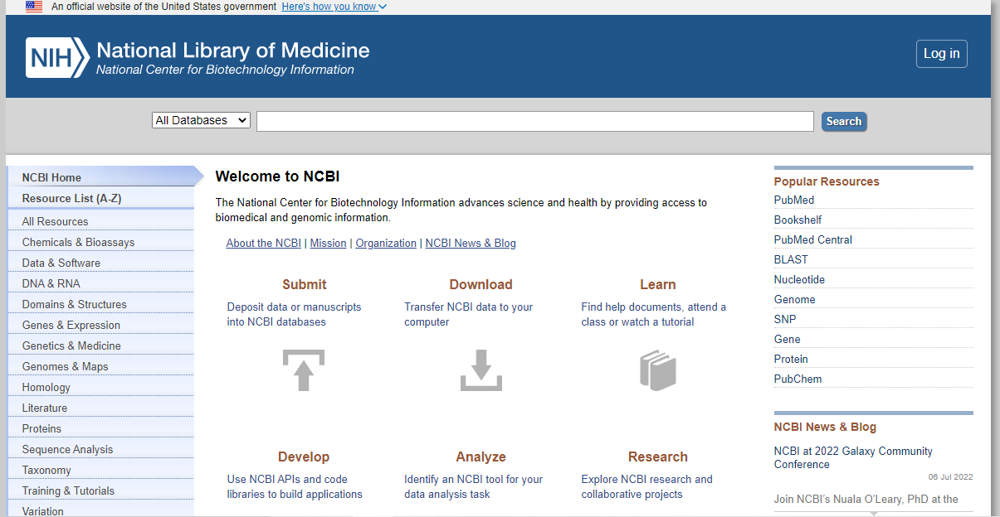 An official website of the United States government Here's how you know
NIH
National Library of Medicine
National Center for Biotechnology Information
Log in
All Databases
Search
NCBI Home
Resource List (A-Z)
All Resources
Chemicals & Bioassays
Data & Software
DNA & RNA
Domains & Structures
Genes & Expression
Genetics & Medicine
Genomes & Maps
Homology
Literature
Proteins
Sequence Analysis
Taxonomy
Training & Tutorials
Variation
Welcome to NCBI
The National Center for Biotechnology Information advances science and health by providing access to
biomedical and genomic information.
About the NCBI | Mission | Organization | NCBI News & Blog
Submit
Deposit data or manuscripts
into NCBI databases
Download
Transfer NCBI data to your
computer
Learn
Find help documents, attend a
class or watch a tutorial
Develop
Use NCBI APIs and code
libraries to build applications
Analyze
Identify an NCBI tool for your
data analysis task
Research
Explore NCBI research and
collaborative projects
Popular Resources
PubMed
Bookshelf
PubMed Central
BLAST
Nucleotide
Genome
SNP
Gene
Protein
PubChem
NCBI News & Blog
NCBI at 2022 Galaxy Community
Conference
06 Jul 2022
Join NCBI’s Nuala O’Leary, PhD at the